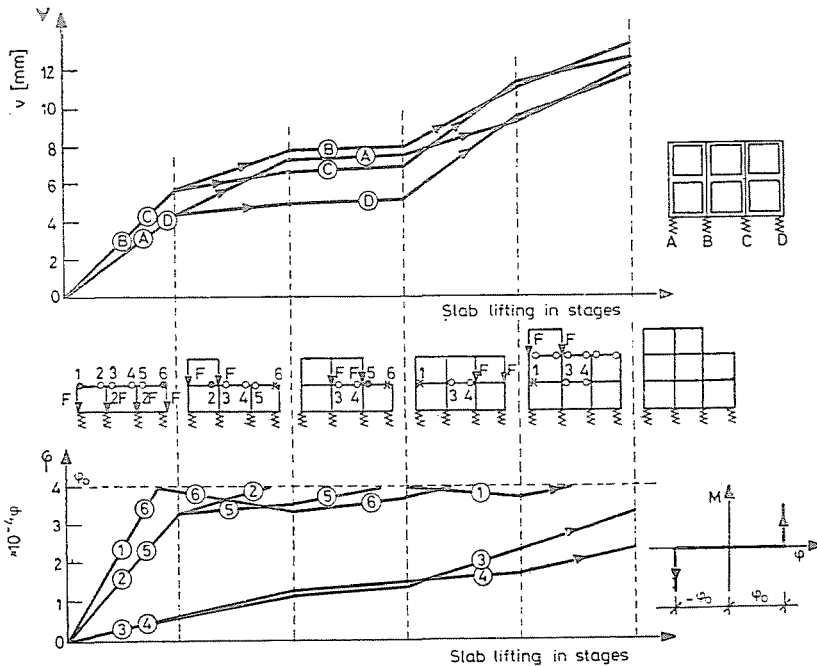 v [mm]
12
10
8
6
4
2
0
B
A
C
D
C
D
B
A
A B C D
Slab lifting in stages
F F
1 2 3 4 5 6
F 2F 2F F
F F
6
2 3 4 5
F F 5 6
3 4
1 F F
3 4
F F
1 3 4
φ
φ₀
4
3
2
1
0
×10⁻⁴φ
6
2
5
5
6
1
6
1
5
2
3
4
3 4
M
φ
-φ₀ φ₀
Slab lifting in stages